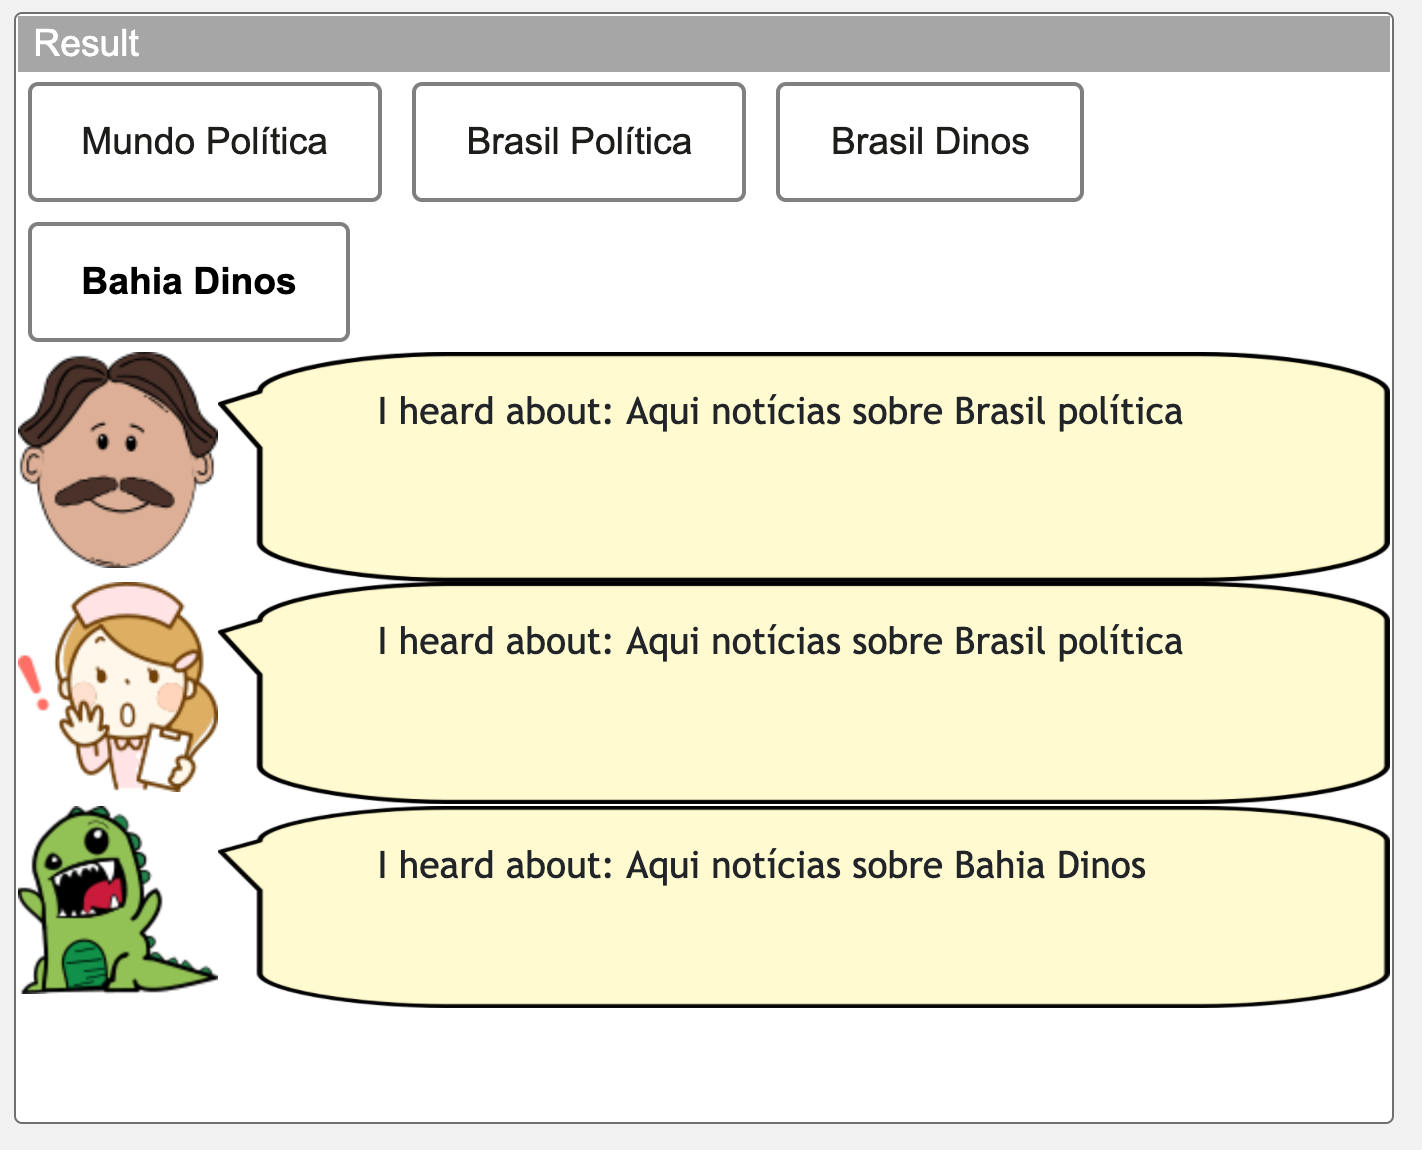 Result
Mundo Política
Brasil Política
Brasil Dinos
Bahia Dinos
I heard about: Aqui notícias sobre Brasil política
I heard about: Aqui notícias sobre Brasil política
I heard about: Aqui notícias sobre Bahia Dinos